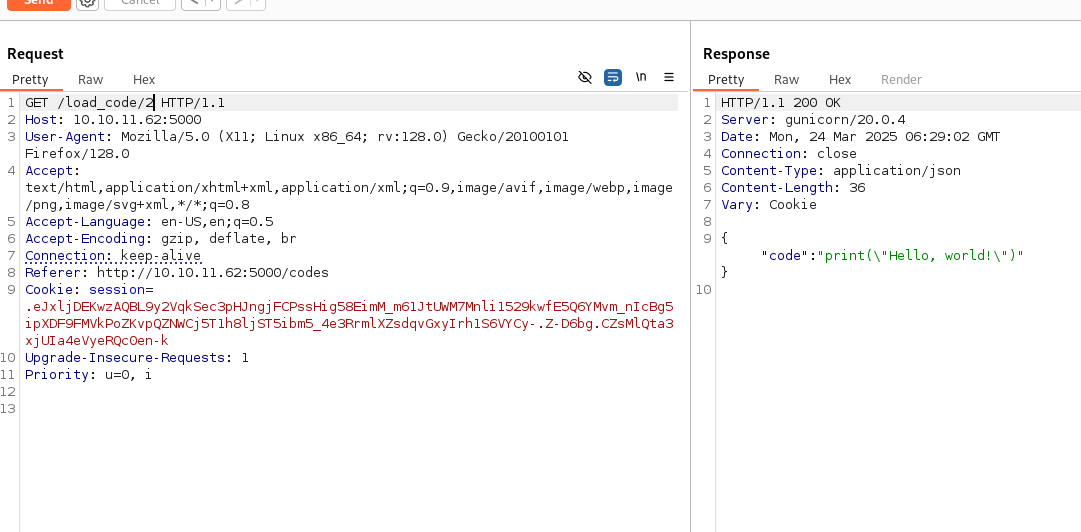 Send Cancel
Request Response
Pretty Raw Hex \n Pretty Raw Hex Render
1 GET /load_code/2 HTTP/1.1
2 Host: 10.10.11.62:5000
3 User-Agent: Mozilla/5.0 (X11; Linux x86_64; rv:128.0) Gecko/20100101
Firefox/128.0
4 Accept:
text/html,application/xhtml+xml,application/xml;q=0.9,image/avif,image/webp,image
/png,image/svg+xml,*/*;q=0.8
5 Accept-Language: en-US,en;q=0.5
6 Accept-Encoding: gzip, deflate, br
7 Connection: keep-alive
8 Referer: http://10.10.11.62:5000/codes
9 Cookie: session=
.eJxljDEKwzAQBL9y2VqkSec3pHJngjFCPssHig58EimM_m61JtUWM7Mnli1529kwfE5Q6YMvm_nIcBg5
ipXDF9FMVkPoZKvpQZNWCj5T1h8ljST5ibm5_4e3RrmlXZsdqvGxyIrh1S6VYCy-.Z-D6bg.CZsMlQta3
xjUIa4eVyeRQcOen-k
10 Upgrade-Insecure-Requests: 1
11 Priority: u=0, i
12
13
1 HTTP/1.1 200 OK
2 Server: gunicorn/20.0.4
3 Date: Mon, 24 Mar 2025 06:29:02 GMT
4 Connection: close
5 Content-Type: application/json
6 Content-Length: 36
7 Vary: Cookie
8
9 {
"code":"print(\"Hello, world!\")"
}
10